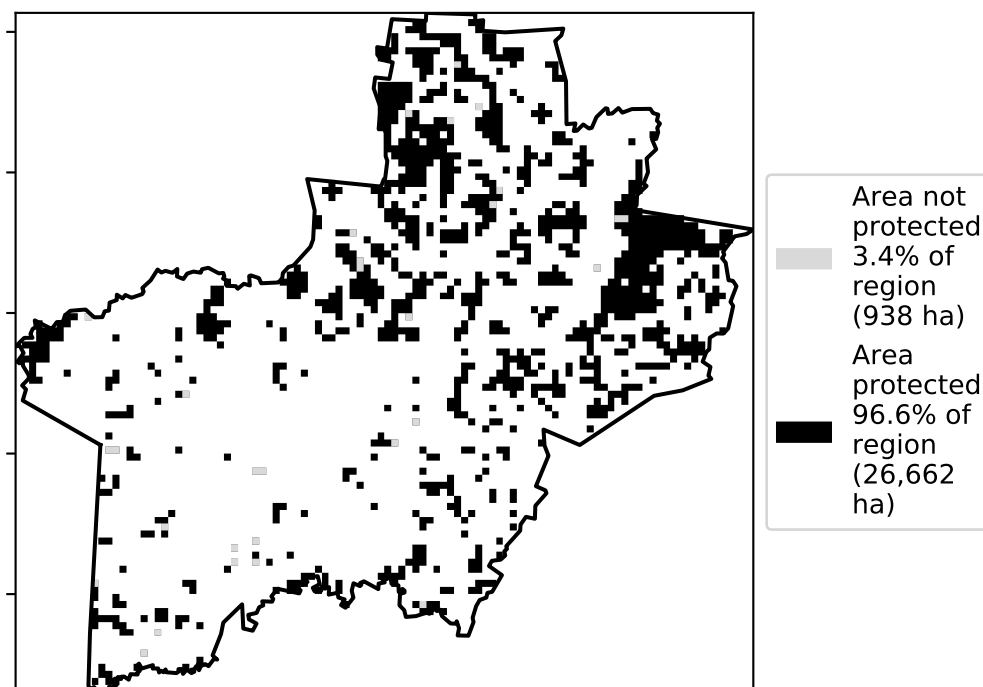 Area not
protected
3.4% of
region
(938 ha)
Area
protected
96.6% of
region
(26,662
ha)